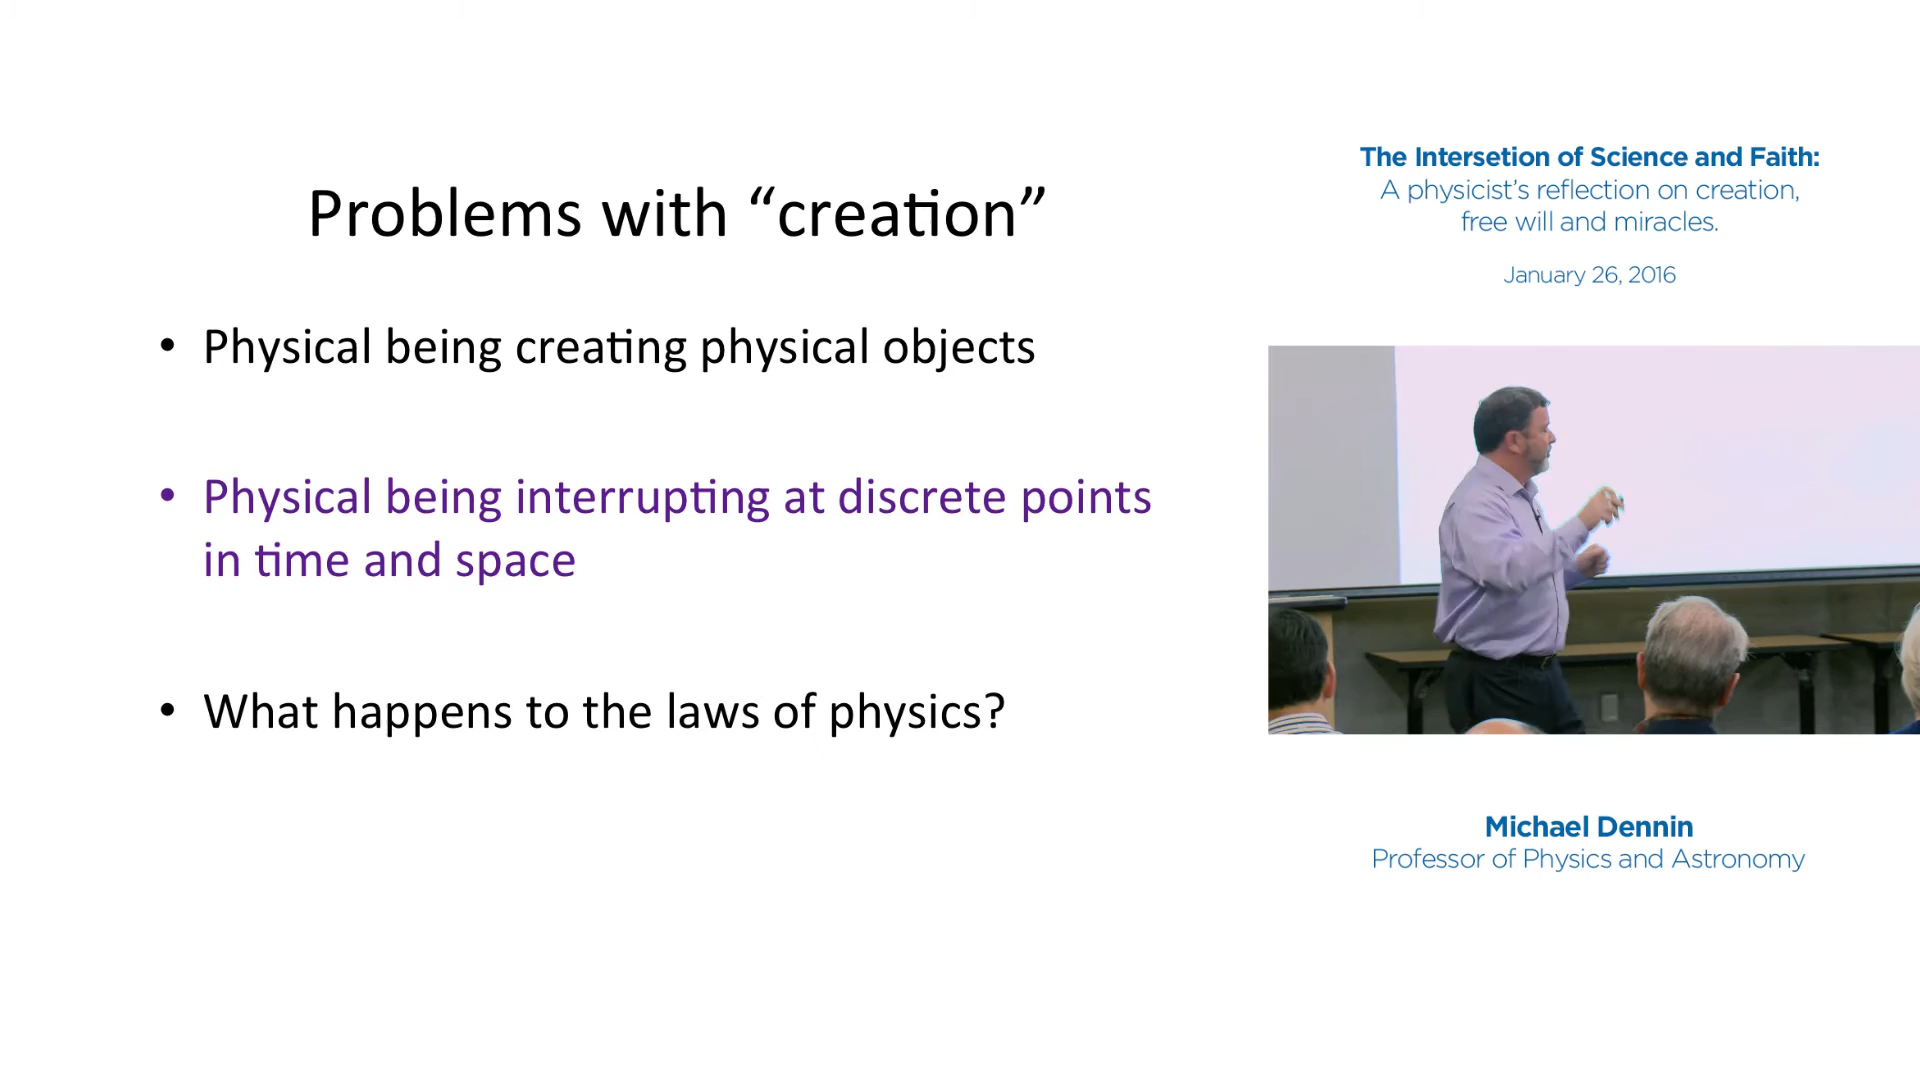 Problems with “creation”
• Physical being creating physical objects
• Physical being interrupting at discrete points
in time and space
• What happens to the laws of physics?
The Intersetion of Science and Faith:
A physicist’s reflection on creation,
free will and miracles.
January 26, 2016
Michael Dennin
Professor of Physics and Astronomy